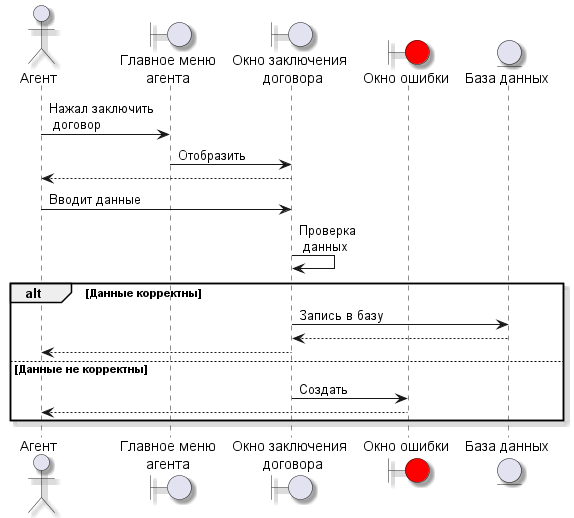 Агент
Главное меню
агента
Окно заключения
договора
Окно ошибки
База данных
Нажал заключить
договор
Отобразить
Вводит данные
Проверка
данных
alt
[Данные корректны]
Запись в базу
[Данные не корректны]
Создать
Агент
Главное меню
агента
Окно заключения
договора
Окно ошибки
База данных